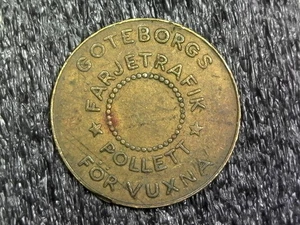 GÖTEBORGS
FÄRJETRAFIK
POLLETT
FÖR VUXNA